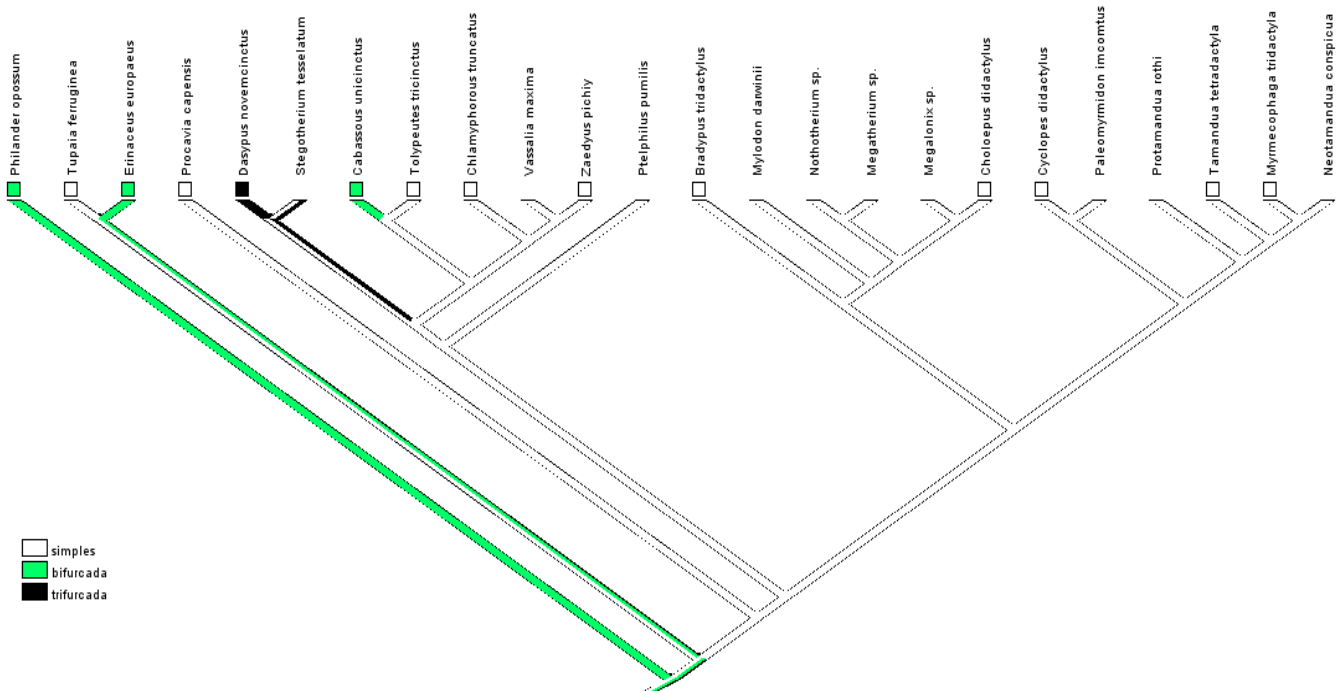 Philander opossum
Tupaia ferruginea
Erinaceus europaeus
Procavia capensis
Dasypus novemcinctus
Stegotherium tesselatum
Cabassous unicinctus
Tolypeutes tricinctus
Chlamyphorous truncatus
Vassalia maxima
Zaedyus pichiy
Ptelphilus pumilis
Bradypus tridactylus
Mylodon darwinii
Nothotherium sp.
Megatherium sp.
Megalonix sp.
Choloepus didactylus
Cyclopes didactylus
Paleomyrmidon imcomtus
Protamandua rothi
Tamandua tetradactyla
Myrmecophaga tridactyla
Neotamandua conspicua
simples
bifurcada
trifurcada